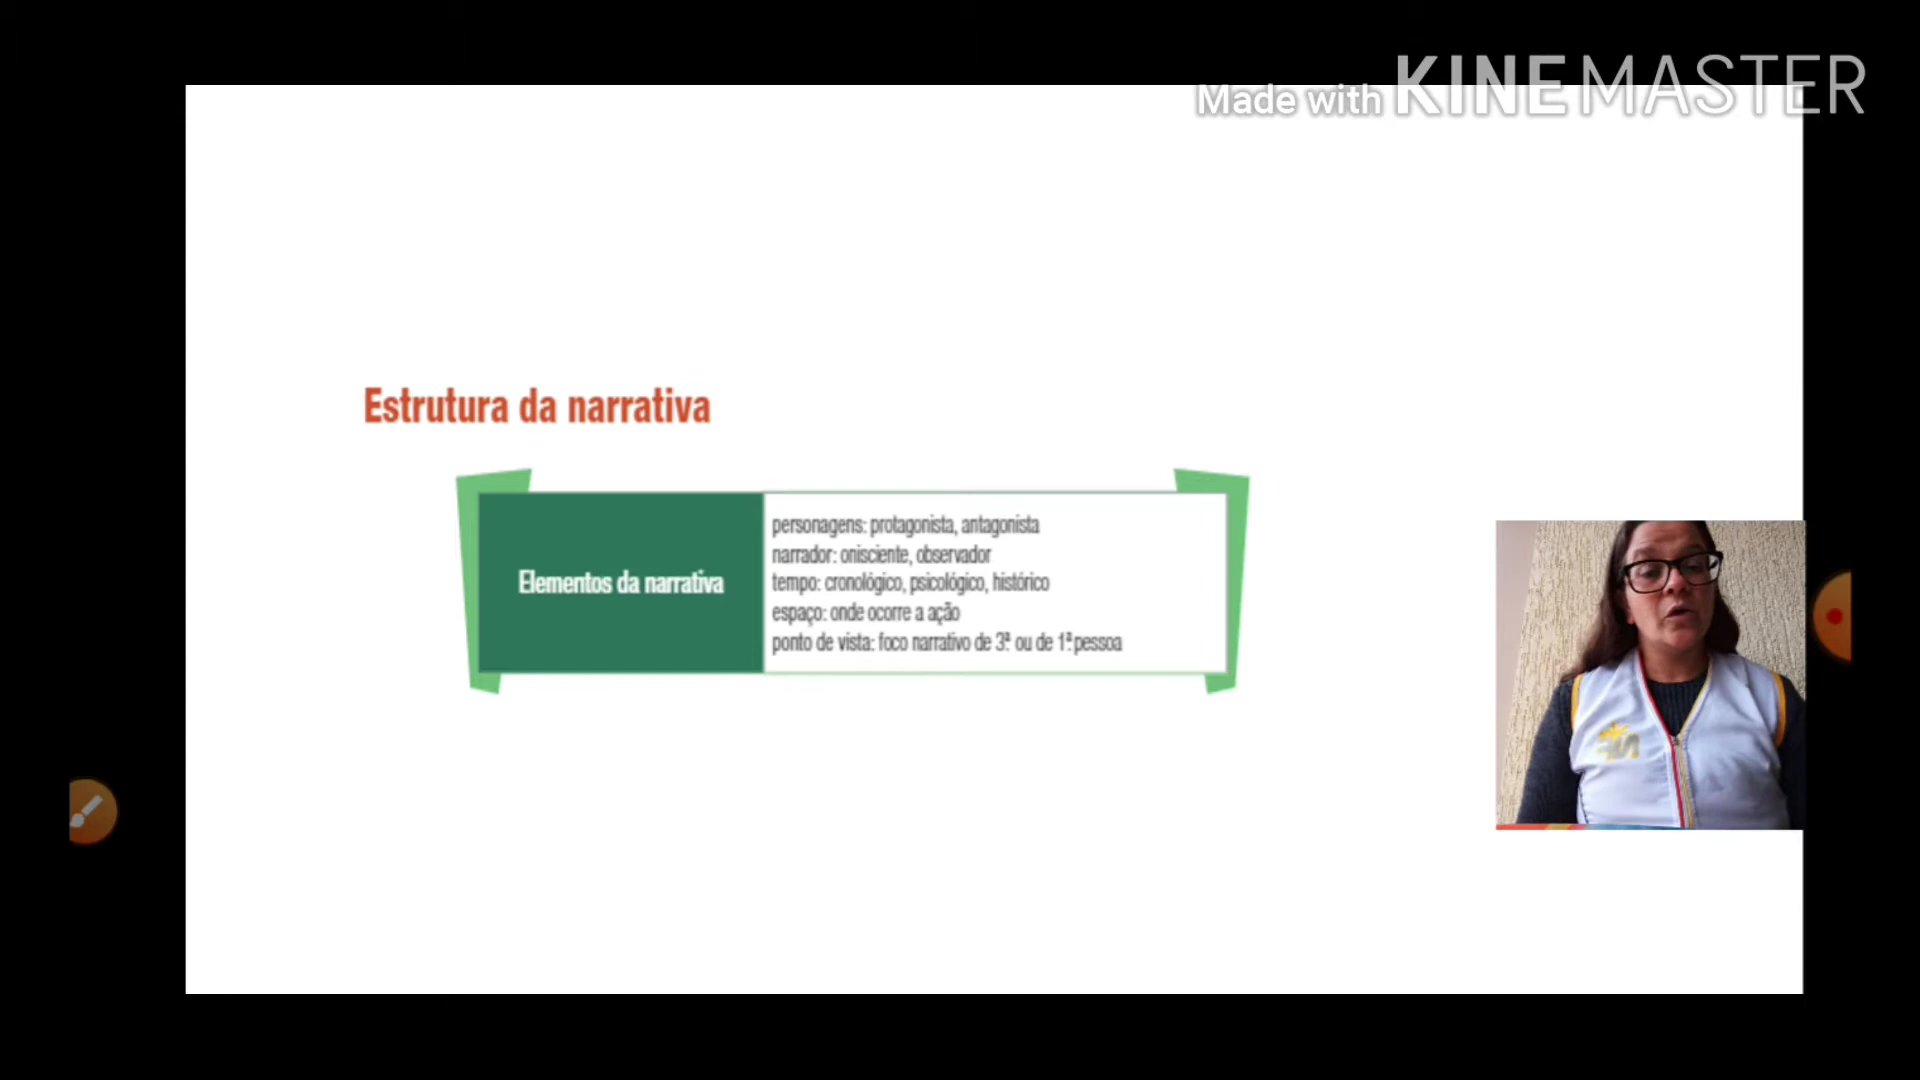 Made with KINEMASTER
Estrutura da narrativa
Elementos da narrativa
personagens: protagonista, antagonista
narrador: onisciente, observador
tempo: cronológico, psicológico, histórico
espaço: onde ocorre a ação
ponto de vista: foco narrativo de 3ª. ou de 1ª. pessoa